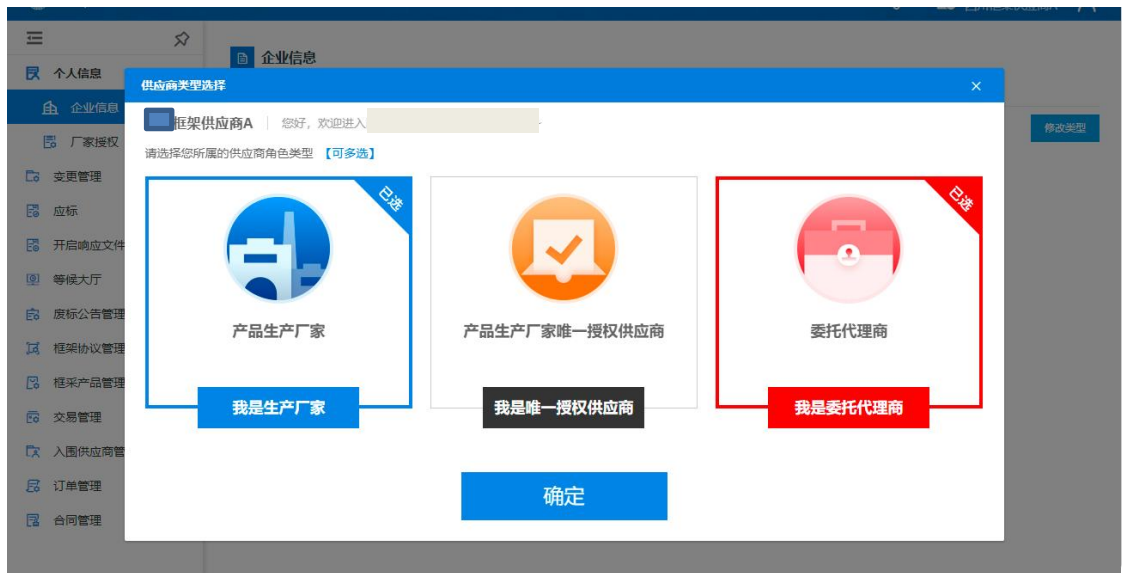 企业信息
个人信息
企业信息
厂家授权
变更管理
应标
开启响应文件
等候大厅
废标公告管理
框架协议管理
框采产品管理
交易管理
入围供应商管
订单管理
合同管理
修改类型
供应商类型选择
框架供应商A 您好，欢迎进入
请选择您所属的供应商角色类型 【可多选】
已选
产品生产厂家
我是生产厂家
产品生产厂家唯一授权供应商
我是唯一授权供应商
已选
委托代理商
我是委托代理商
确定